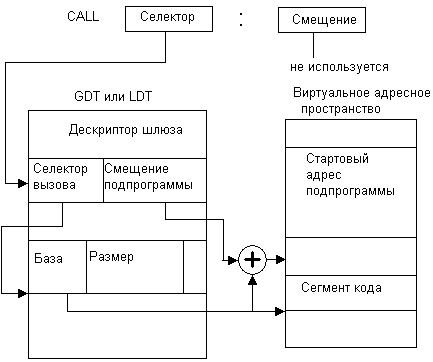 CALL Селектор : Смещение
не используется
GDT или LDT
Виртуальное адресное
пространство
Дескриптор шлюза
Селектор
вызова
Смещение
подпрограммы
Стартовый
адрес
подпрограммы
База
Размер
+
Сегмент кода